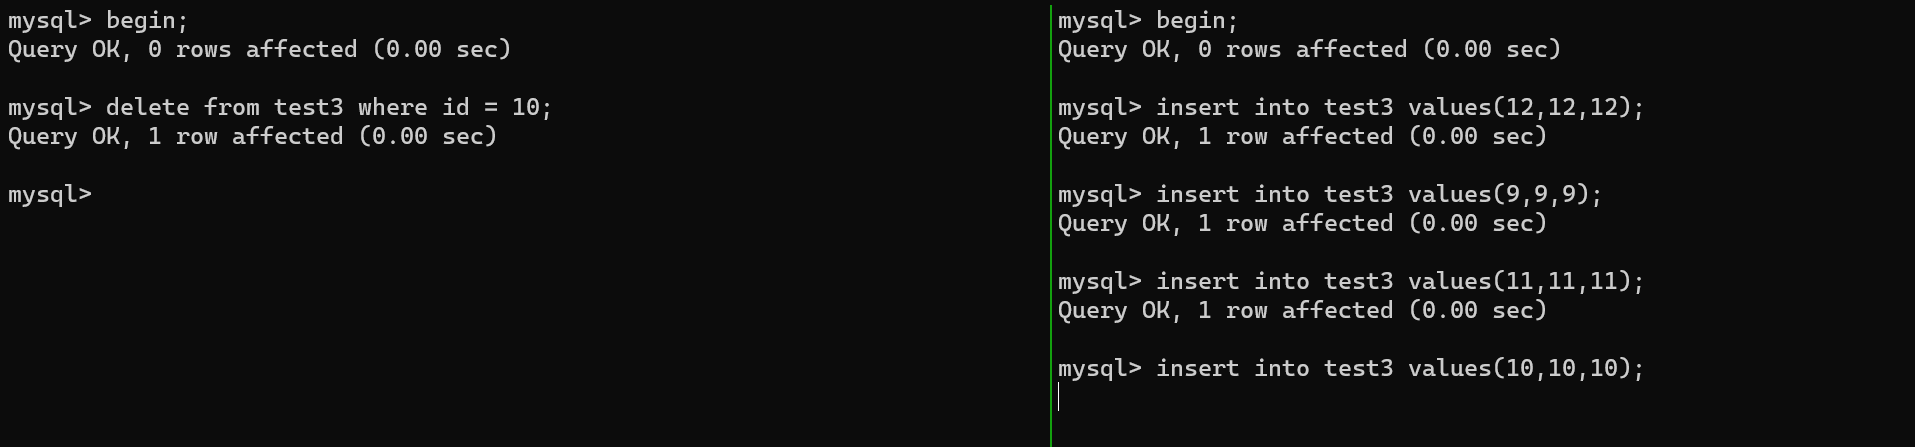 mysql> begin;
Query OK, 0 rows affected (0.00 sec)
mysql> delete from test3 where id = 10;
Query OK, 1 row affected (0.00 sec)
mysql>
mysql> begin;
Query OK, 0 rows affected (0.00 sec)
mysql> insert into test3 values(12,12,12);
Query OK, 1 row affected (0.00 sec)
mysql> insert into test3 values(9,9,9);
Query OK, 1 row affected (0.00 sec)
mysql> insert into test3 values(11,11,11);
Query OK, 1 row affected (0.00 sec)
mysql> insert into test3 values(10,10,10);